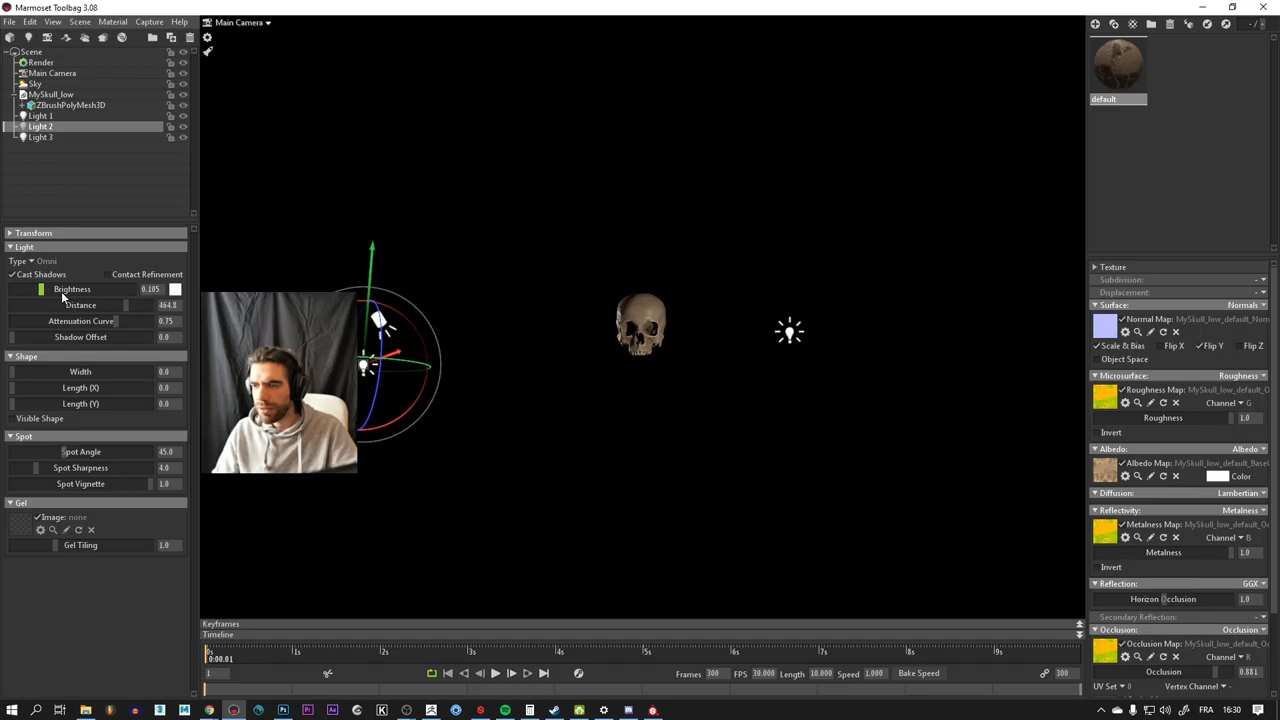 Marmoset Toolbag 3.08
File Edit View Scene Material Capture Help
Main Camera
Scene
Render
Main Camera
Sky
MySkull_low
ZBrushPolyMesh3D
Light 1
Light 2
Light 3
Transform
Light
Type Omni
Cast Shadows Contact Refinement
Brightness 0.105
Distance 464.8
Attenuation Curve 0.75
Shadow Offset 0.0
Shape
Width 0.0
Length (X) 0.0
Length (Y) 0.0
Visible Shape
Spot
Spot Angle 45.0
Spot Sharpness 4.0
Spot Vignette 1.0
Gel
Image: none
Gel Tiling 1.0
default
Texture
Subdivision:
Displacement:
Surface: Normals
Normal Map: MySkull_low_default_Norm
Scale & Bias Flip X Flip Y Flip Z
Object Space
Microsurface: Roughness
Roughness Map: MySkull_low_default_O
Channel G
Roughness 1.0
Invert
Albedo: Albedo
Albedo Map: MySkull_low_default_BaseC
Color
Diffusion: Lambertian
Reflectivity: Metalness
Metalness Map: MySkull_low_default_Oc
Channel B
Metalness 1.0
Invert
Reflection: GGX
Horizon Occlusion 1.0
Secondary Reflection:
Occlusion: Occlusion
Occlusion Map: MySkull_low_default_Oc
Channel R
Occlusion 0.881
UV Set 0 Vertex Channel
Keyframes
Timeline
0s 1s 2s 3s 4s 5s 6s 7s 8s 9s
0:00.01
1 Frames 300 FPS 30.000 Length 10.000 Speed 1.000 Bake Speed 300
FRA 16:30